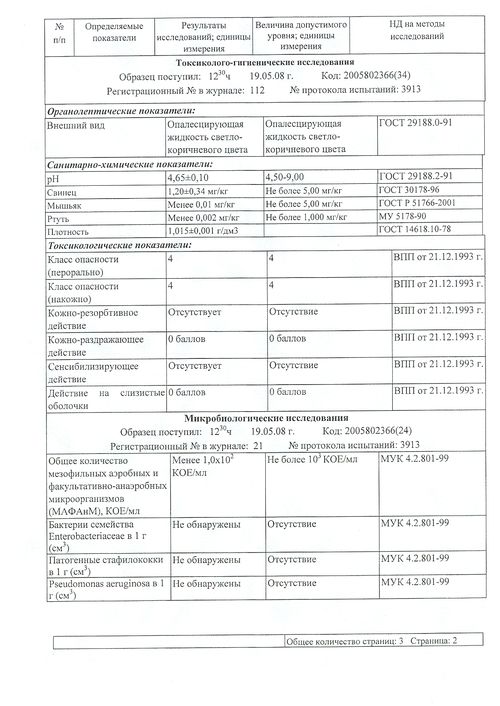 № п/п Определяемые показатели Результаты исследований; единицы измерения Величина допустимого уровня; единицы измерения НД на методы исследований
Токсиколого-гигиенические исследования
Образец поступил: 12³⁰ч 19.05.08 г. Код: 2005802366(34)
Регистрационный № в журнале: 112 № протокола испытаний: 3913
Органолептические показатели:
Внешний вид Опалесцирующая Опалесцирующая ГОСТ 29188.0-91
жидкость светло- жидкость светло-
коричневого цвета коричневого цвета
Санитарно-химические показатели:
pH 4,65±0,10 4,50-9,00 ГОСТ 29188.2-91
Свинец 1,20±0,34 мг/кг Не более 5,00 мг/кг ГОСТ 30178-96
Мышьяк Менее 0,01 мг/кг Не более 5,00 мг/кг ГОСТ Р 51766-2001
Ртуть Менее 0,002 мг/кг Не более 1,000 мг/кг МУ 5178-90
Плотность 1,015±0,001 г/дм3 ГОСТ 14618.10-78
Токсикологические показатели:
Класс опасности 4 4 ВПП от 21.12.1993 г.
(перорально)
Класс опасности 4 4 ВПП от 21.12.1993 г.
(накожно)
Кожно-резорбтивное Отсутствует Отсутствие ВПП от 21.12.1993 г.
действие
Кожно-раздражающее 0 баллов 0 баллов ВПП от 21.12.1993 г.
действие
Сенсибилизирующее Отсутствует Отсутствие ВПП от 21.12.1993 г.
действие
Действие на слизистые 0 баллов 0 баллов ВПП от 21.12.1993 г.
оболочки
Микробиологические исследования
Образец поступил: 12³⁰ч 19.05.08 г. Код: 2005802366(24)
Регистрационный № в журнале: 21 № протокола испытаний: 3913
Общее количество Менее 1,0х10² Не более 10³ КОЕ/мл МУК 4.2.801-99
мезофильных аэробных и КОЕ/мл
факультативно-анаэробных
микроорганизмов
(МАФАнМ), КОЕ/мл
Бактерии семейства Не обнаружены Отсутствие МУК 4.2.801-99
Enterobacteriaceae в 1 г
(см³)
Патогенные стафилококки Не обнаружены Отсутствие МУК 4.2.801-99
в 1 г (см³)
Pseudomonas aeruginosa в 1 Не обнаружены Отсутствие МУК 4.2.801-99
г (см³)
Общее количество страниц: 3 Страница: 2